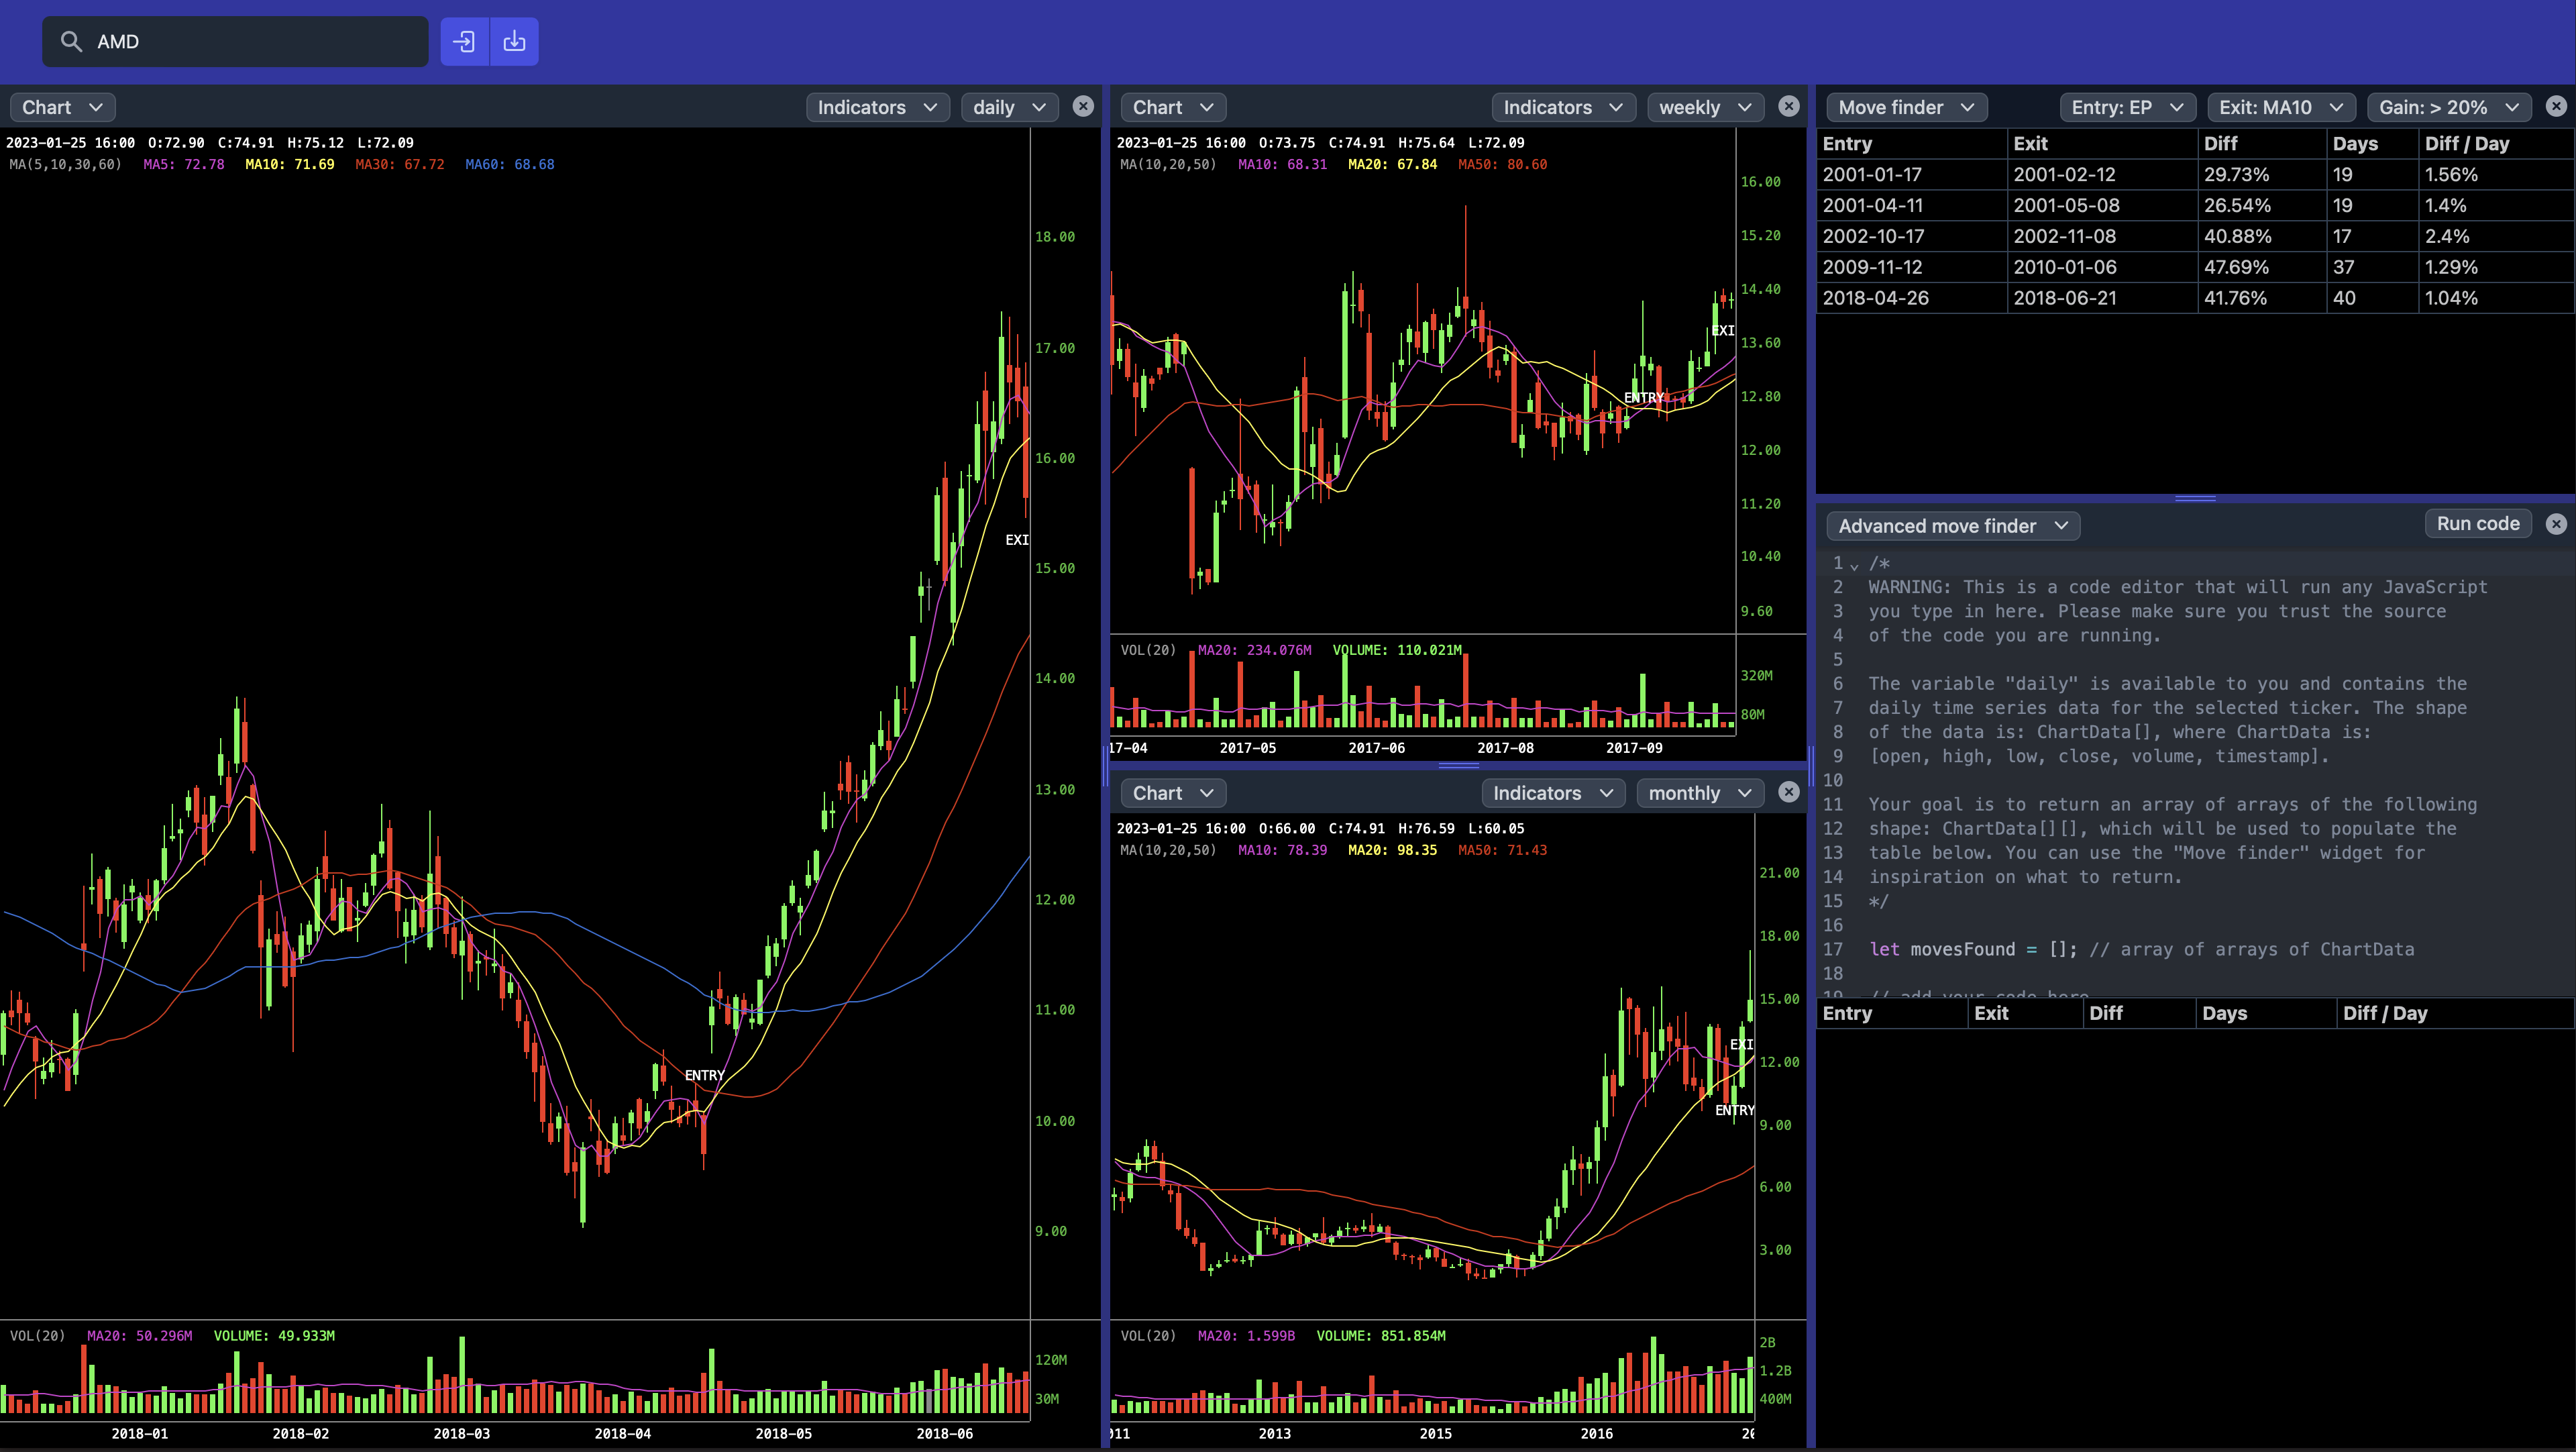 AMD
Chart
Indicators
daily
2023-01-25 16:00 O:72.90 C:74.91 H:75.12 L:72.09
MA(5,10,30,60) MA5: 72.78 MA10: 71.69 MA30: 67.72 MA60: 68.68
18.00
17.00
16.00
EXI
15.00
14.00
13.00
12.00
11.00
ENTRY
10.00
9.00
VOL(20) MA20: 50.296M VOLUME: 49.933M
120M
30M
2018-01 2018-02 2018-03 2018-04 2018-05 2018-06
Chart
Indicators
weekly
2023-01-25 16:00 O:73.75 C:74.91 H:75.64 L:72.09
MA(10,20,50) MA10: 68.31 MA20: 67.84 MA50: 80.60
16.00
15.20
14.40
EXI
13.60
ENTRY
12.80
12.00
11.20
10.40
9.60
VOL(20) MA20: 234.076M VOLUME: 110.021M
320M
80M
17-04 2017-05 2017-06 2017-08 2017-09
Chart
Indicators
monthly
2023-01-25 16:00 O:66.00 C:74.91 H:76.59 L:60.05
MA(10,20,50) MA10: 78.39 MA20: 98.35 MA50: 71.43
21.00
18.00
15.00
EXI
12.00
ENTRY
9.00
6.00
3.00
VOL(20) MA20: 1.599B VOLUME: 851.854M
2B
1.2B
400M
011 2013 2015 2016 20
Move finder
Entry: EP
Exit: MA10
Gain: > 20%
Entry Exit Diff Days Diff / Day
2001-01-17 2001-02-12 29.73% 19 1.56%
2001-04-11 2001-05-08 26.54% 19 1.4%
2002-10-17 2002-11-08 40.88% 17 2.4%
2009-11-12 2010-01-06 47.69% 37 1.29%
2018-04-26 2018-06-21 41.76% 40 1.04%
Advanced move finder
Run code
1 /*
2 WARNING: This is a code editor that will run any JavaScript
3 you type in here. Please make sure you trust the source
4 of the code you are running.
5
6 The variable "daily" is available to you and contains the
7 daily time series data for the selected ticker. The shape
8 of the data is: ChartData[], where ChartData is:
9 [open, high, low, close, volume, timestamp].
10
11 Your goal is to return an array of arrays of the following
12 shape: ChartData[][], which will be used to populate the
13 table below. You can use the "Move finder" widget for
14 inspiration on what to return.
15 */
16
17 let movesFound = []; // array of arrays of ChartData
18
19 // add your code here
Entry Exit Diff Days Diff / Day